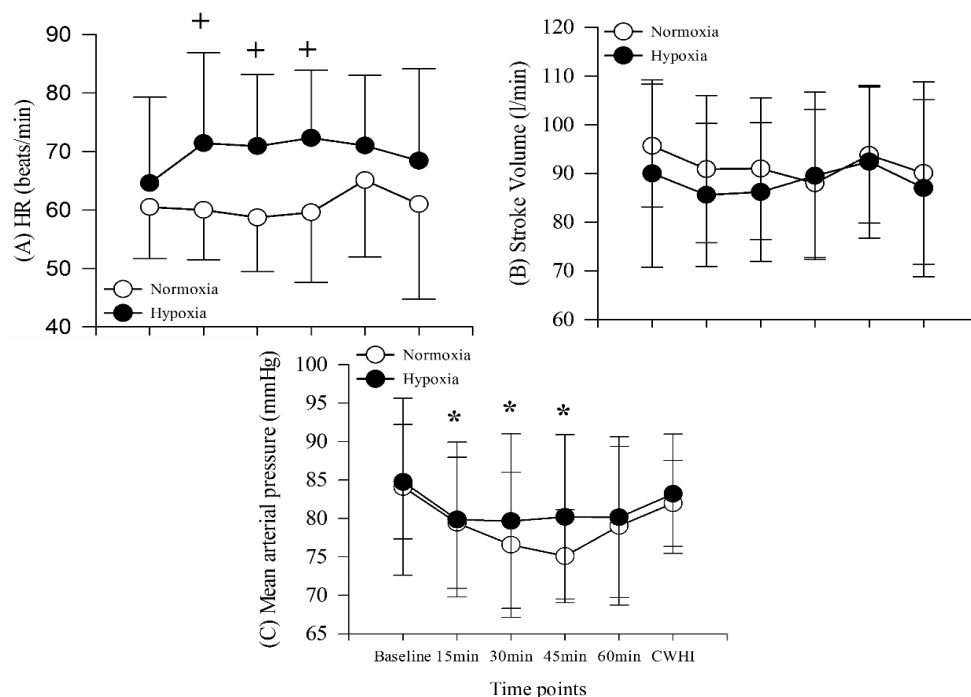 (A) HR (beats/min)
90
80
70
60
50
40
+ + +
Normoxia
Hypoxia
(B) Stroke Volume (l/min)
120
110
100
90
80
70
60
Normoxia
Hypoxia
(C) Mean arterial pressure (mmHg)
100
95
90
85
80
75
70
65
Normoxia
Hypoxia
* * *
Baseline 15min 30min 45min 60min CWHI
Time points